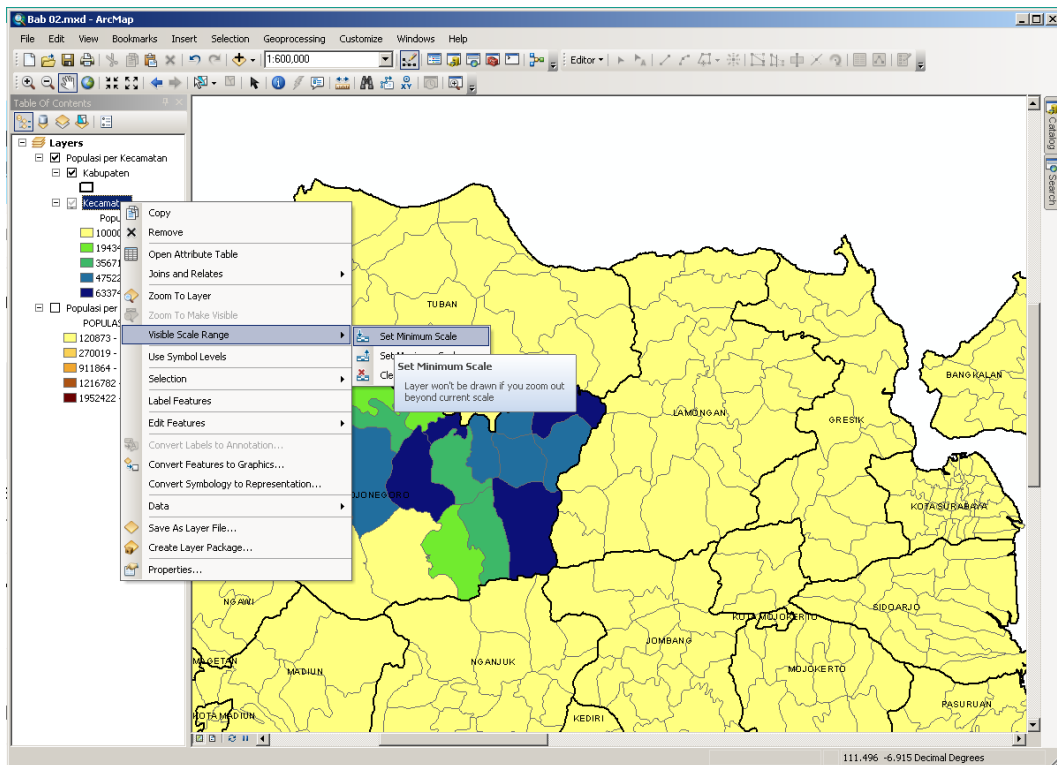 Bab 02.mxd - ArcMap
File Edit View Bookmarks Insert Selection Geoprocessing Customize Windows Help
1:600,000
Editor
Table Of Contents
Layers
Populasi per Kecamatan
Kabupaten
Kecamat
Popu
10000
19434
35671
47522
63374
Populasi per
POPULAS
120873 -
270019 -
911864 -
1216782 -
1952422 -
Copy
Remove
Open Attribute Table
Joins and Relates
Zoom To Layer
Zoom To Make Visible
Visible Scale Range
Use Symbol Levels
Selection
Label Features
Edit Features
Convert Labels to Annotation...
Convert Features to Graphics...
Convert Symbology to Representation...
Data
Save As Layer File...
Create Layer Package...
Properties...
Set Minimum Scale
Set Maximum Scale
Cle
Set Minimum Scale
Layer won't be drawn if you zoom out
beyond current scale
TUBAN
BANGKALAN
LAMONGAN
GRESIK
OJONEGORO
KOTA SURABAYA
NGAWI
SIDOARJO
KOTA MOJOKERTO
JOMBANG
MAGETAN
MADIUN
NGANJUK
MOJOKERTO
PASURUAN
KOTA MADIUN
KEDIRI
Catalog
Search
111.496 -6.915 Decimal Degrees